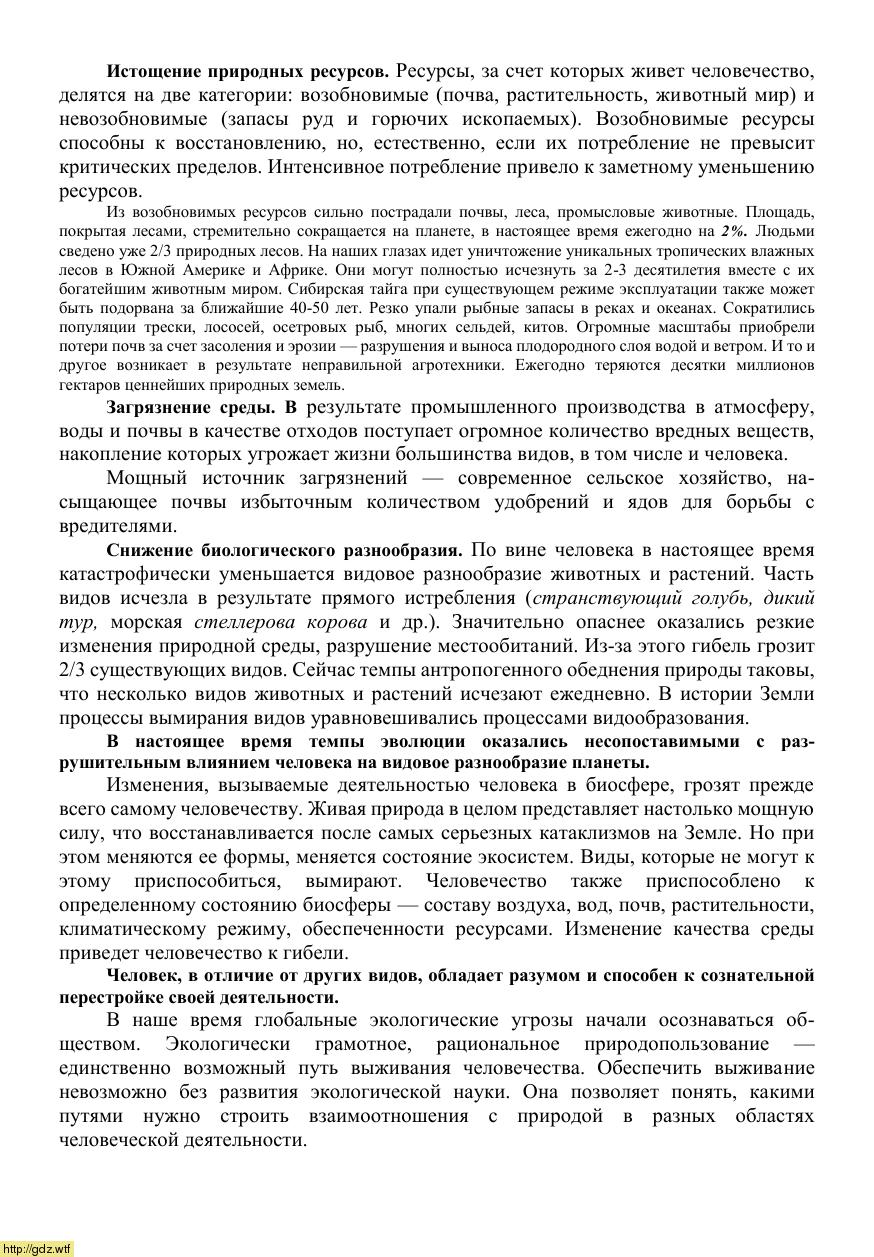 Истощение природных ресурсов. Ресурсы, за счет которых живет человечество,
делятся на две категории: возобновимые (почва, растительность, животный мир) и
невозобновимые (запасы руд и горючих ископаемых). Возобновимые ресурсы
способны к восстановлению, но, естественно, если их потребление не превысит
критических пределов. Интенсивное потребление привело к заметному уменьшению
ресурсов.
Из возобновимых ресурсов сильно пострадали почвы, леса, промысловые животные. Площадь,
покрытая лесами, стремительно сокращается на планете, в настоящее время ежегодно на 2%. Людьми
сведено уже 2/3 природных лесов. На наших глазах идет уничтожение уникальных тропических влажных
лесов в Южной Америке и Африке. Они могут полностью исчезнуть за 2-3 десятилетия вместе с их
богатейшим животным миром. Сибирская тайга при существующем режиме эксплуатации также может
быть подорвана за ближайшие 40-50 лет. Резко упали рыбные запасы в реках и океанах. Сократились
популяции трески, лососей, осетровых рыб, многих сельдей, китов. Огромные масштабы приобрели
потери почв за счет засоления и эрозии — разрушения и выноса плодородного слоя водой и ветром. И то и
другое возникает в результате неправильной агротехники. Ежегодно теряются десятки миллионов
гектаров ценнейших природных земель.
Загрязнение среды. В результате промышленного производства в атмосферу,
воды и почвы в качестве отходов поступает огромное количество вредных веществ,
накопление которых угрожает жизни большинства видов, в том числе и человека.
Мощный источник загрязнений — современное сельское хозяйство, на-
сыщающее почвы избыточным количеством удобрений и ядов для борьбы с
вредителями.
Снижение биологического разнообразия. По вине человека в настоящее время
катастрофически уменьшается видовое разнообразие животных и растений. Часть
видов исчезла в результате прямого истребления (странствующий голубь, дикий
тур, морская стеллерова корова и др.). Значительно опаснее оказались резкие
изменения природной среды, разрушение местообитаний. Из-за этого гибель грозит
2/3 существующих видов. Сейчас темпы антропогенного обеднения природы таковы,
что несколько видов животных и растений исчезают ежедневно. В истории Земли
процессы вымирания видов уравновешивались процессами видообразования.
В настоящее время темпы эволюции оказались несопоставимыми с раз-
рушительным влиянием человека на видовое разнообразие планеты.
Изменения, вызываемые деятельностью человека в биосфере, грозят прежде
всего самому человечеству. Живая природа в целом представляет настолько мощную
силу, что восстанавливается после самых серьезных катаклизмов на Земле. Но при
этом меняются ее формы, меняется состояние экосистем. Виды, которые не могут к
этому приспособиться, вымирают. Человечество также приспособлено к
определенному состоянию биосферы — составу воздуха, вод, почв, растительности,
климатическому режиму, обеспеченности ресурсами. Изменение качества среды
приведет человечество к гибели.
Человек, в отличие от других видов, обладает разумом и способен к сознательной
перестройке своей деятельности.
В наше время глобальные экологические угрозы начали осознаваться об-
ществом. Экологически грамотное, рациональное природопользование —
единственно возможный путь выживания человечества. Обеспечить выживание
невозможно без развития экологической науки. Она позволяет понять, какими
путями нужно строить взаимоотношения с природой в разных областях
человеческой деятельности.
http://gdz.wtf